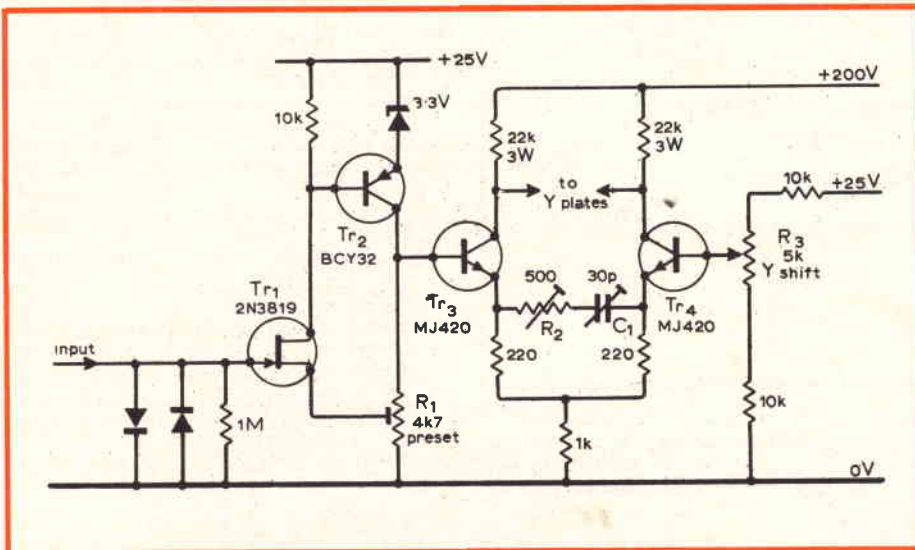 +25V
+200V
10k
3·3V
22k
3W
22k
3W
to
Y plates
10k
+25V
Tr2
BCY32
R3
5k
Y shift
Tr1
2N3819
Tr3
MJ420
500
30p
R2
C1
Tr4
MJ420
input
220
220
1M
R1
4k7
preset
10k
1k
0V